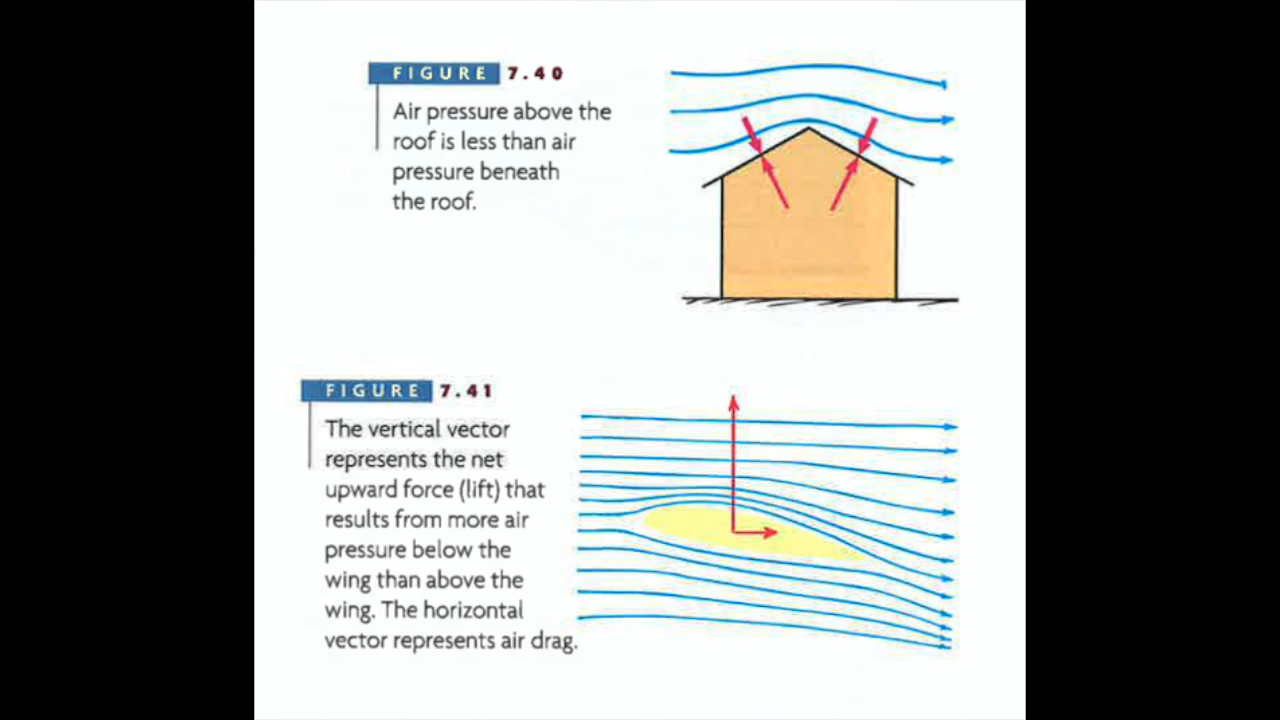 FIGURE 7.40
Air pressure above the
roof is less than air
pressure beneath
the roof.
FIGURE 7.41
The vertical vector
represents the net
upward force (lift) that
results from more air
pressure below the
wing than above the
wing. The horizontal
vector represents air drag.